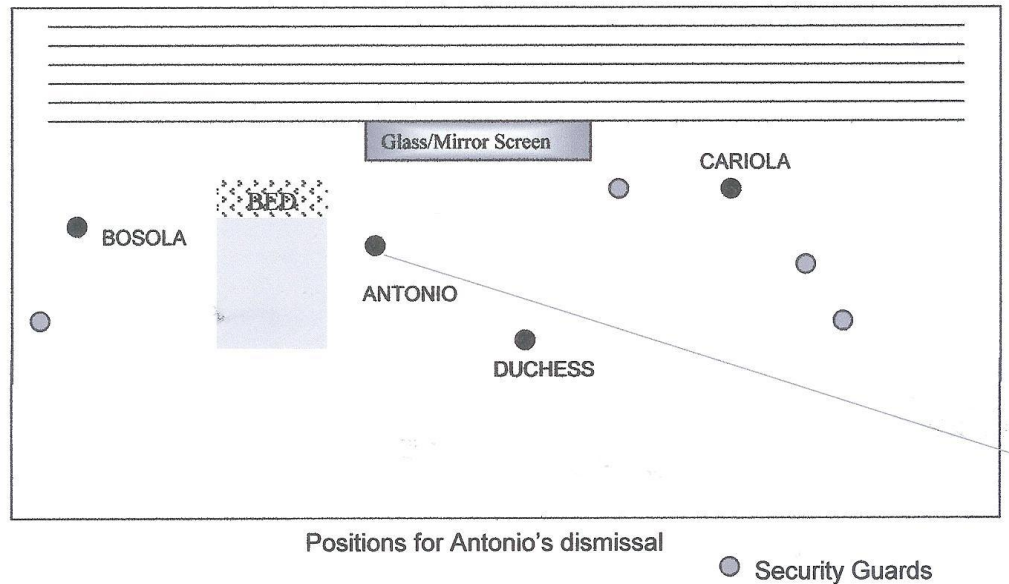 Glass/Mirror Screen
CARIOLA
BED
BOSOLA
ANTONIO
DUCHESS
Positions for Antonio's dismissal
Security Guards